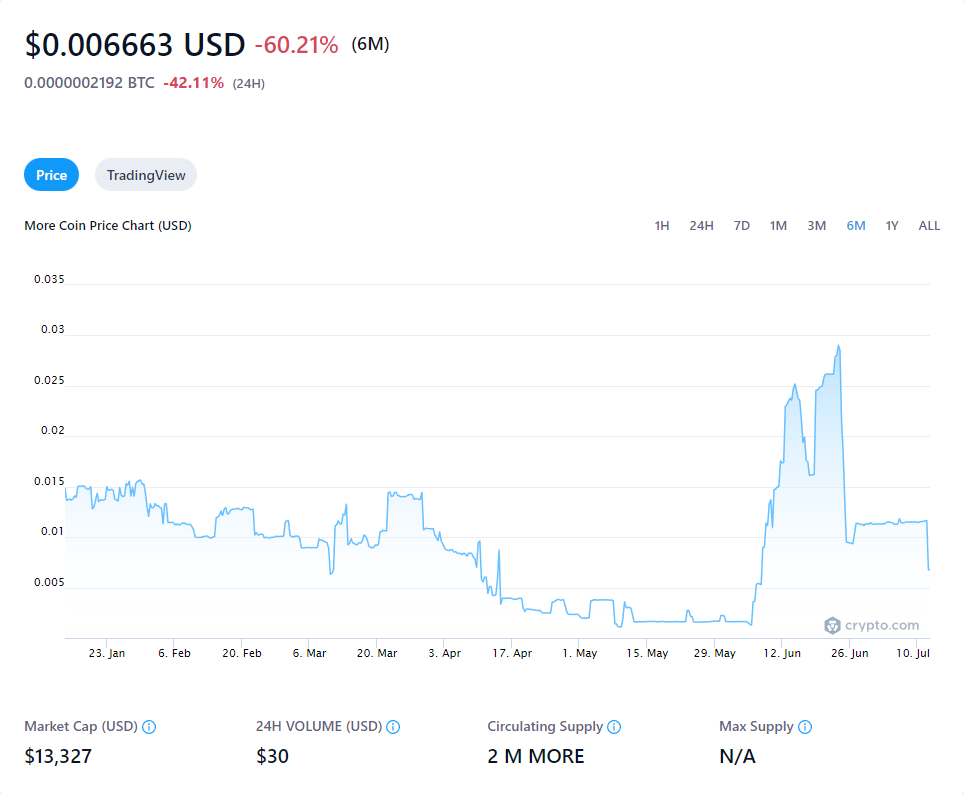 $0.006663 USD -60.21% (6M)
0.0000002192 BTC -42.11% (24H)
Price TradingView
More Coin Price Chart (USD) 1H 24H 7D 1M 3M 6M 1Y ALL
0.035
0.03
0.025
0.02
0.015
0.01
0.005
crypto.com
23. Jan 6. Feb 20. Feb 6. Mar 20. Mar 3. Apr 17. Apr 1. May 15. May 29. May 12. Jun 26. Jun 10. Jul
Market Cap (USD) 24H VOLUME (USD) Circulating Supply Max Supply
$13,327 $30 2 M MORE N/A